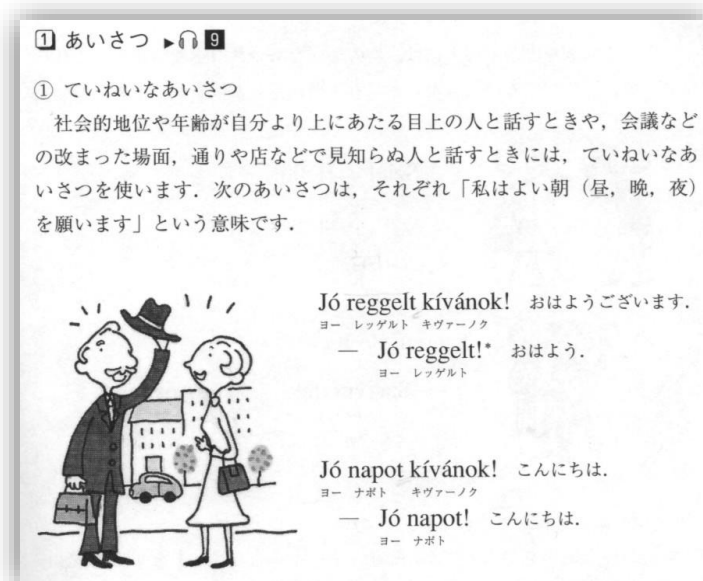 1 あいさつ ▶🎧 9
① ていねいなあいさつ
社会的地位や年齢が自分より上にあたる目上の人と話すときや，会議など
の改まった場面，通りや店などで見知らぬ人と話すときには，ていねいなあ
いさつを使います．次のあいさつは，それぞれ「私はよい朝（昼，晩，夜）
を願います」という意味です．
Jó reggelt kívánok! おはようございます．
ヨー レッゲルト キヴァーノク
― Jó reggelt!* おはよう．
ヨー レッゲルト
Jó napot kívánok! こんにちは．
ヨー ナポト キヴァーノク
― Jó napot! こんにちは．
ヨー ナポト